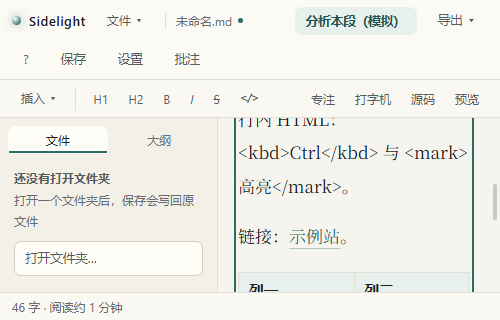 Sidelight 文件 未命名.md 分析本段（模拟） 导出
? 保存 设置 批注
插入 H1 H2 B I S </> 专注 打字机 源码 预览
文件 大纲
还没有打开文件夹
打开一个文件夹后，保存会写回原
文件
打开文件夹…
HTML：
<kbd>Ctrl</kbd> 与 <mark>
高亮</mark>。
链接：示例站。
列一 列二
46 字 · 阅读约 1 分钟